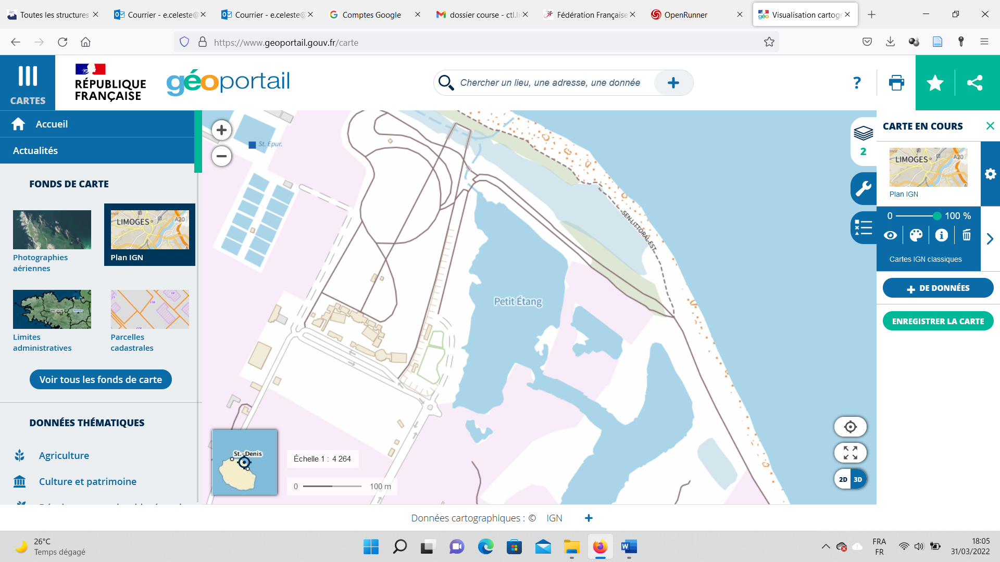 Toutes les structures
Courrier - e.celeste@
Courrier - e.celeste@
Comptes Google
dossier course - ctl.li
Fédération Française
OpenRunner
Visualisation cartogr
https://www.geoportail.gouv.fr/carte
CARTES
RÉPUBLIQUE
FRANÇAISE
géoportail
Chercher un lieu, une adresse, une donnée
?
Accueil
Actualités
FONDS DE CARTE
LIMOGES
A20
Photographies
aériennes
Plan IGN
Limites
administratives
Parcelles
cadastrales
Voir tous les fonds de carte
DONNÉES THÉMATIQUES
Agriculture
Culture et patrimoine
St. Epur.
Petit Étang
SEN LITTORAL EST
St.-Denis
Échelle 1 : 4 264
0 100 m
2
2D 3D
CARTE EN COURS
LIMOGES
A20
Plan IGN
0 100 %
Cartes IGN classiques
+ DE DONNÉES
ENREGISTRER LA CARTE
Données cartographiques : © IGN +
26°C
Temps dégagé
FRA
FR
18:05
31/03/2022